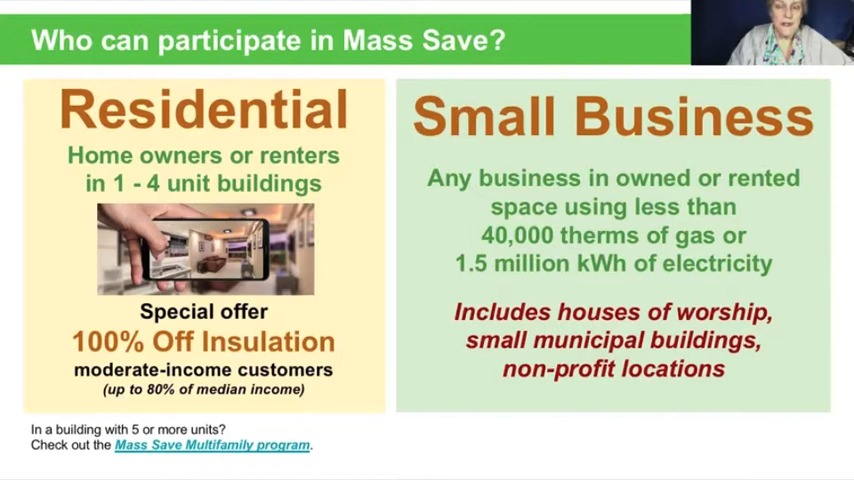 Who can participate in Mass Save?
Residential
Home owners or renters
in 1 - 4 unit buildings
Special offer
100% Off Insulation
moderate-income customers
(up to 80% of median income)
Small Business
Any business in owned or rented
space using less than
40,000 therms of gas or
1.5 million kWh of electricity
Includes houses of worship,
small municipal buildings,
non-profit locations
In a building with 5 or more units?
Check out the Mass Save Multifamily program.